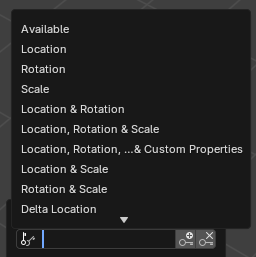 Available
Location
Rotation
Scale
Location & Rotation
Location, Rotation & Scale
Location, Rotation, ...& Custom Properties
Location & Scale
Rotation & Scale
Delta Location